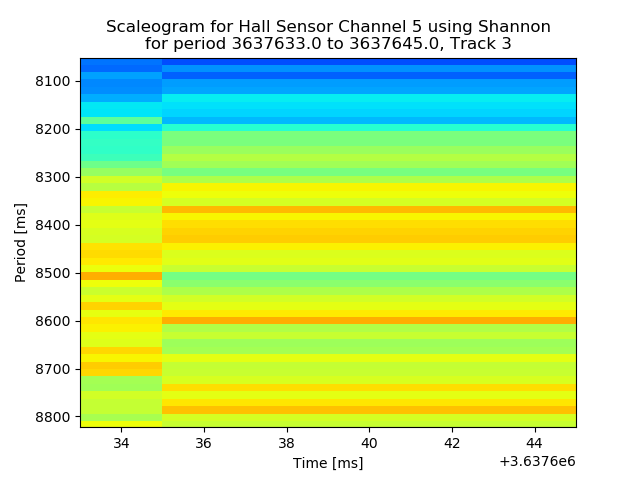 Scaleogram for Hall Sensor Channel 5 using Shannon
for period 3637633.0 to 3637645.0, Track 3
8100
8200
8300
8400
8500
8600
8700
8800
Period [ms]
34 36 38 40 42 44
Time [ms]
+3.6376e6